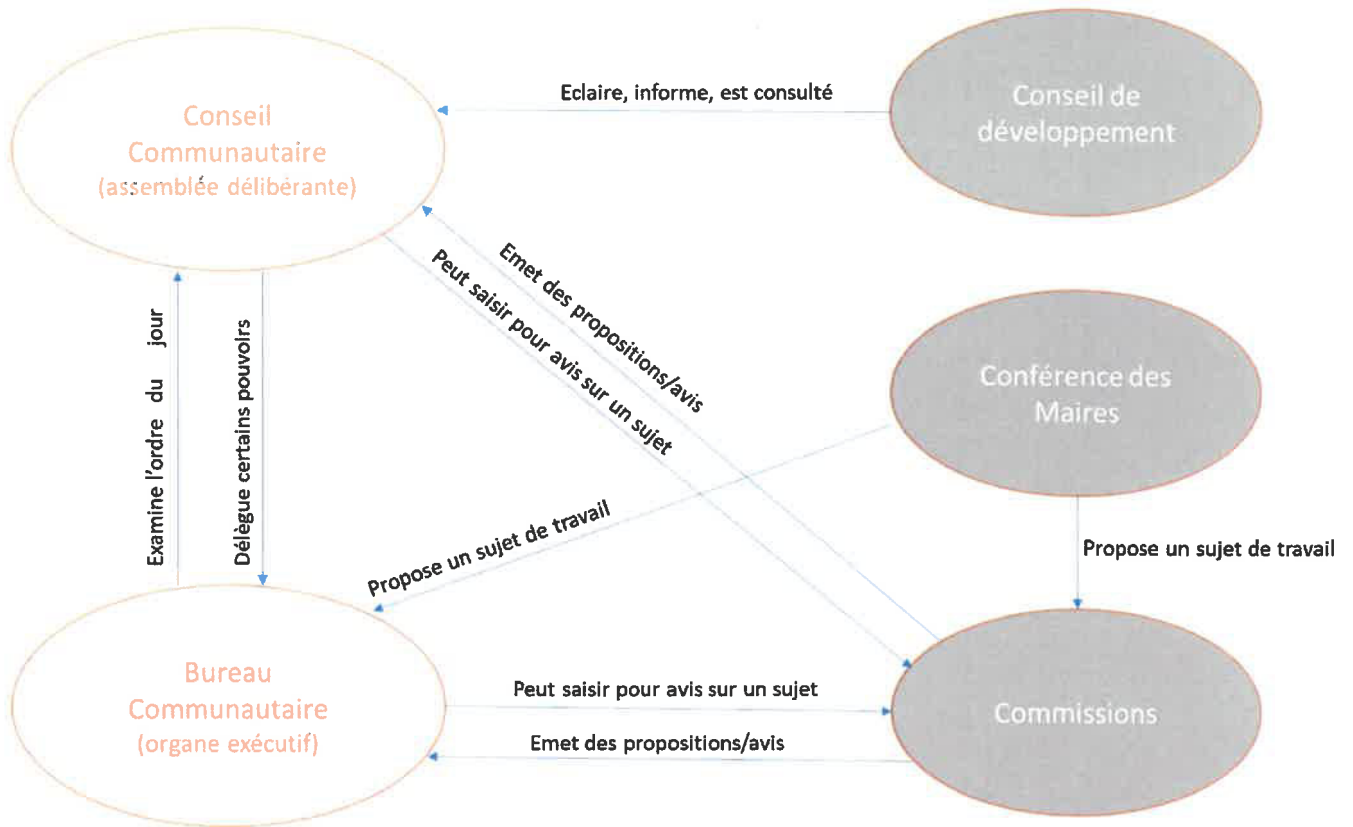 Conseil
Communautaire
(assemblée délibérante)
Eclaire, informe, est consulté
Conseil de
développement
Emet des propositions/avis
Peut saisir pour avis sur un sujet
Examine l'ordre du jour
Délègue certains pouvoirs
Conférence des
Maires
Propose un sujet de travail
Propose un sujet de travail
Bureau
Communautaire
(organe exécutif)
Peut saisir pour avis sur un sujet
Emet des propositions/avis
Commissions